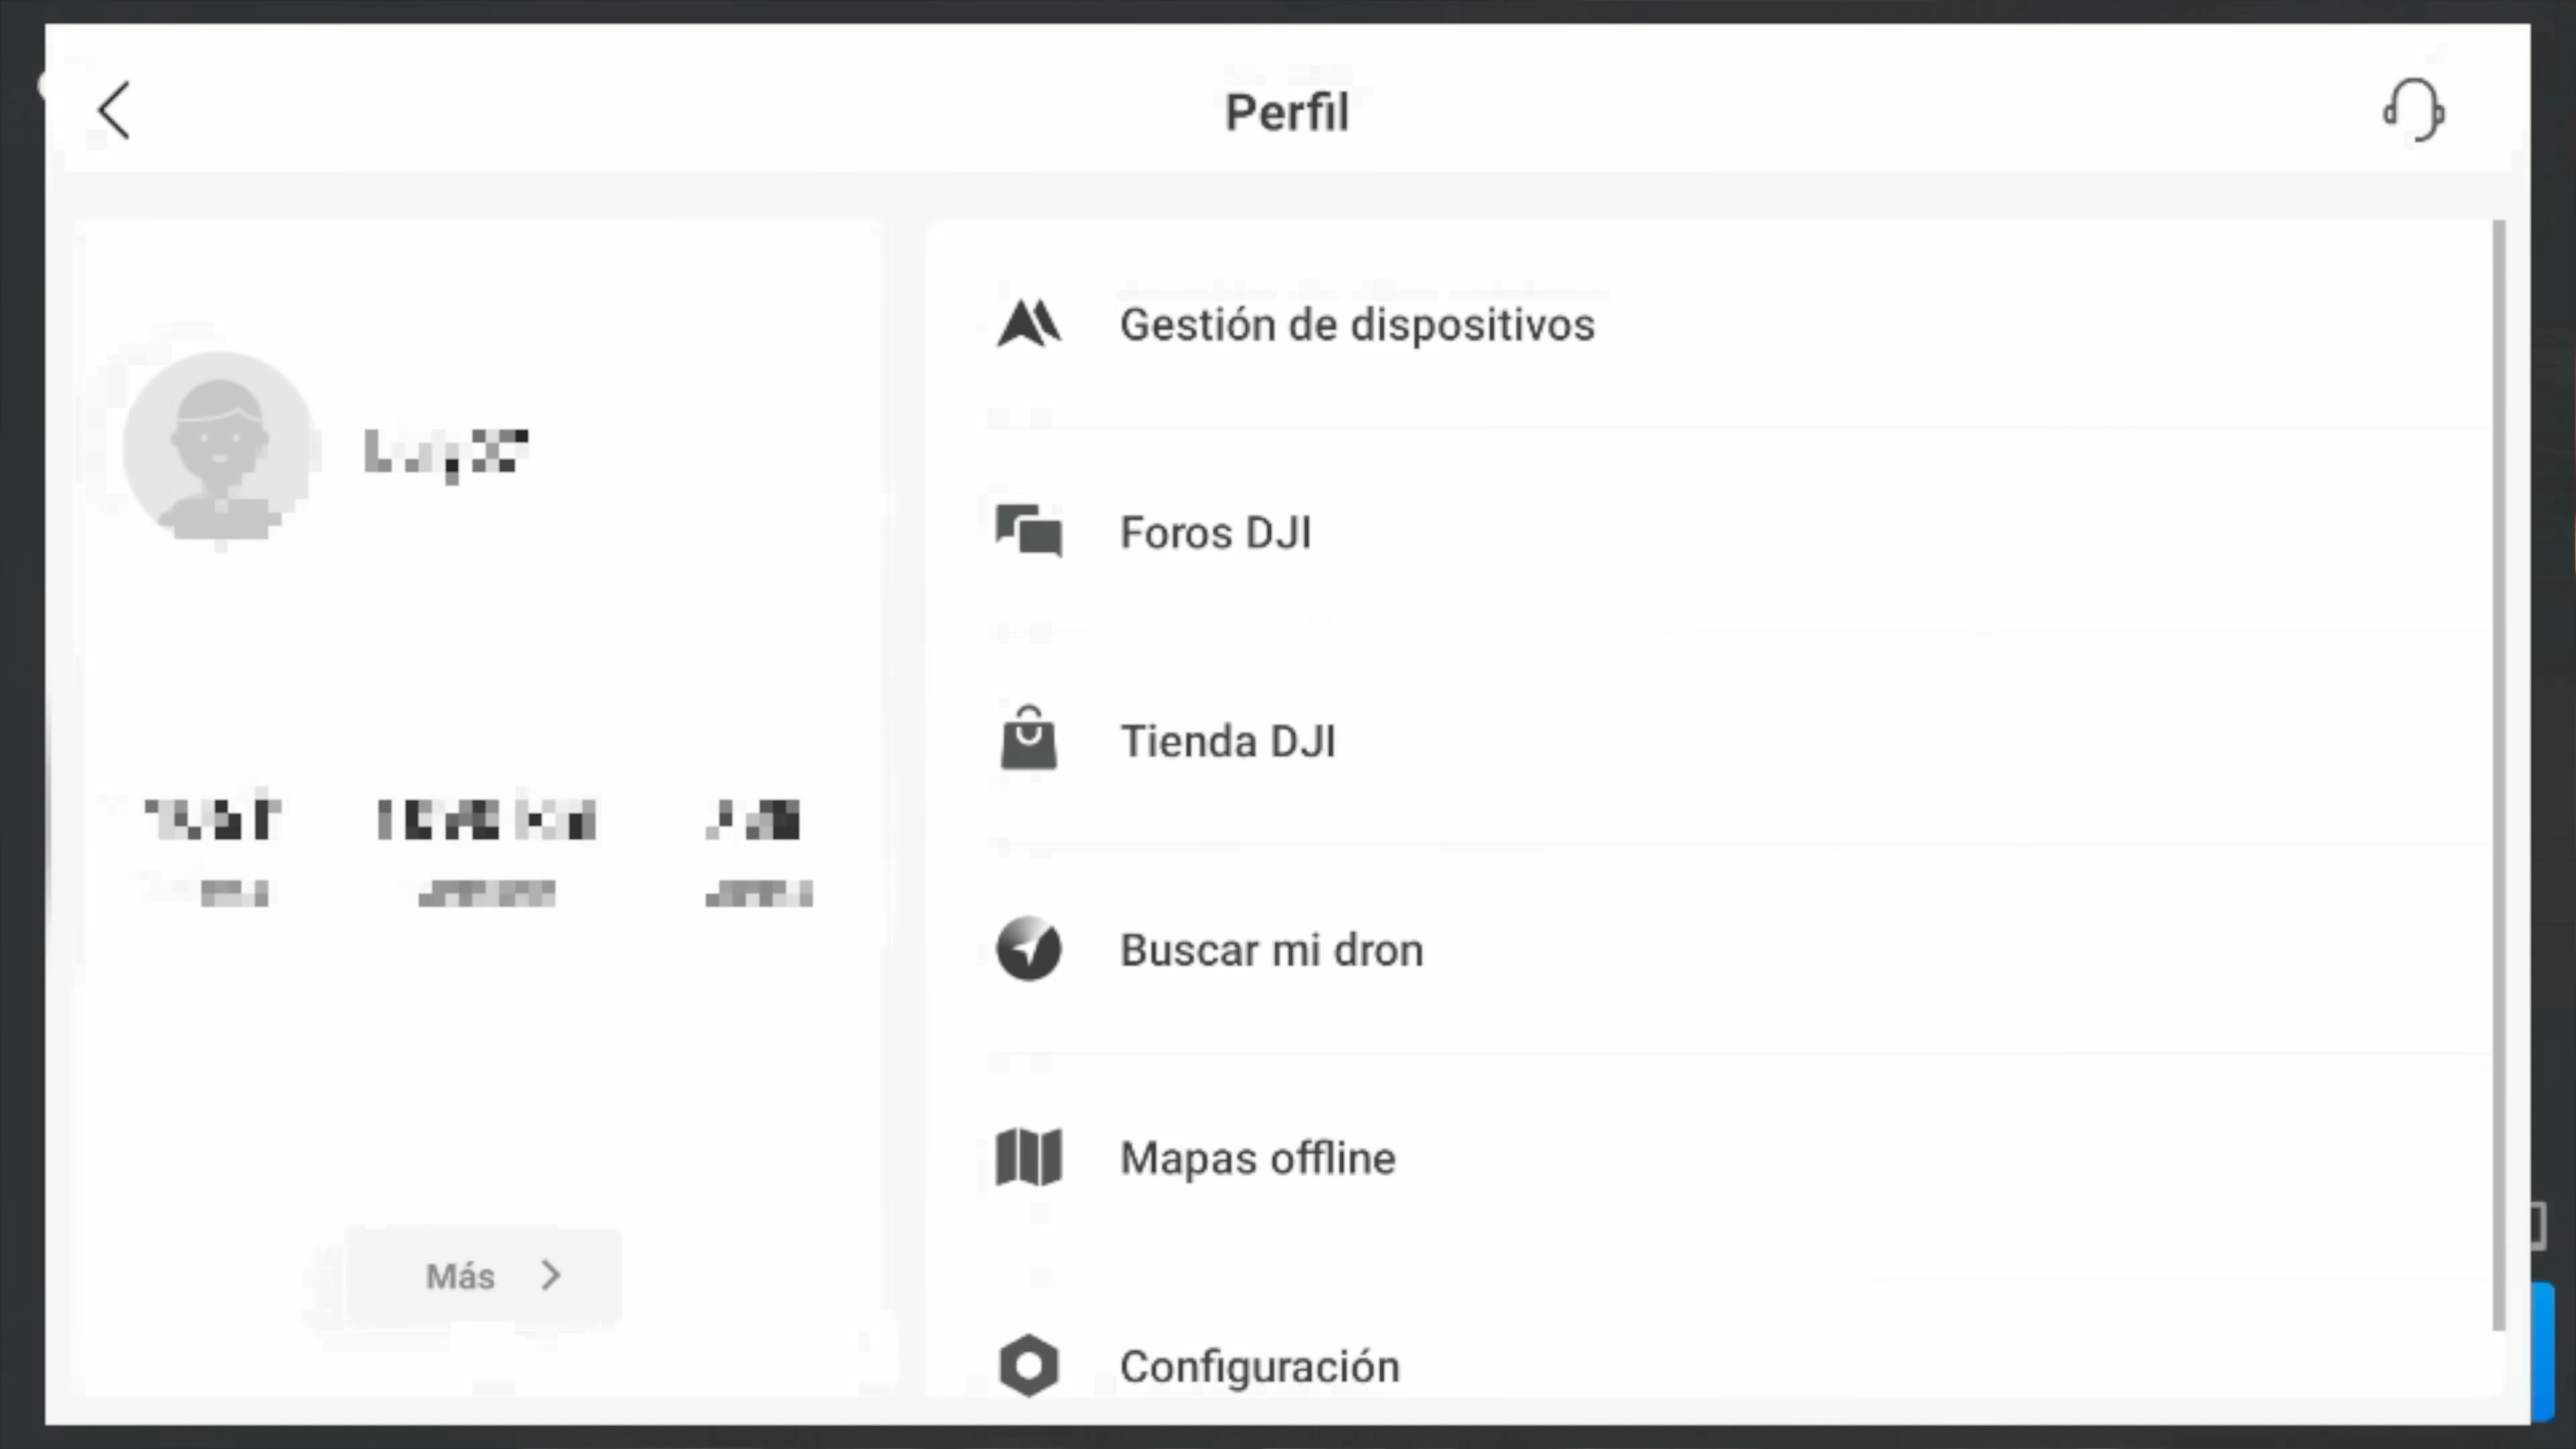 Perfil
Gestión de dispositivos
Foros DJI
Tienda DJI
Buscar mi dron
Mapas offline
Más
Configuración